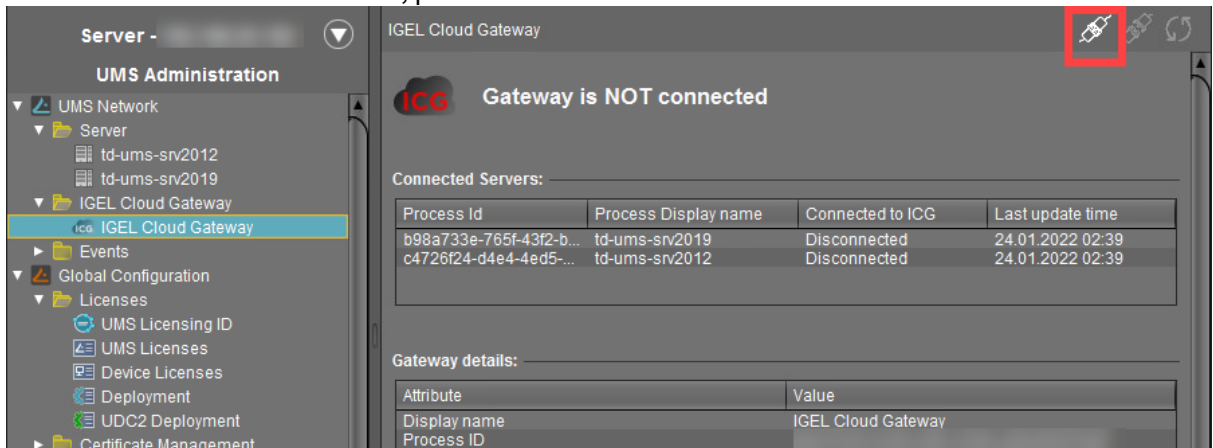 Server -
UMS Administration
UMS Network
Server
td-ums-srv2012
td-ums-srv2019
IGEL Cloud Gateway
IGEL Cloud Gateway
Events
Global Configuration
Licenses
UMS Licensing ID
UMS Licenses
Device Licenses
Deployment
UDC2 Deployment
Certificate Management
IGEL Cloud Gateway
ICG Gateway is NOT connected
Connected Servers:
Process Id Process Display name Connected to ICG Last update time
b98a733e-765f-43f2-b... td-ums-srv2019 Disconnected 24.01.2022 02:39
c4726f24-d4e4-4ed5-... td-ums-srv2012 Disconnected 24.01.2022 02:39
Gateway details:
Attribute Value
Display name IGEL Cloud Gateway
Process ID